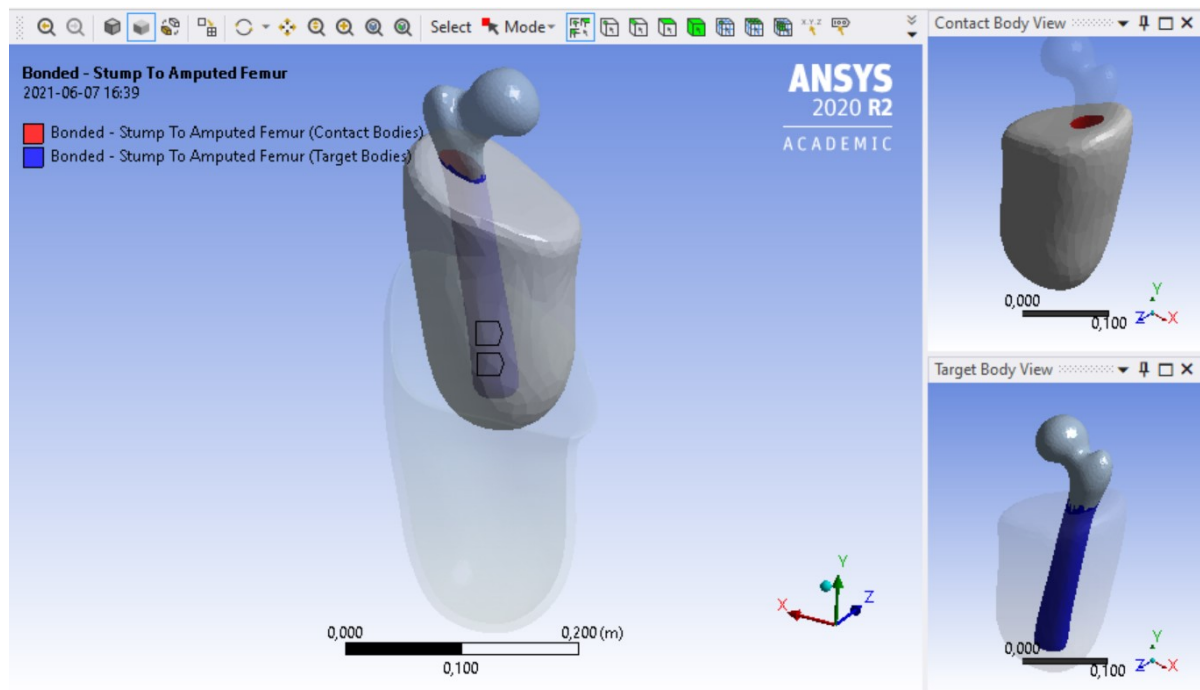 Select Mode
Bonded - Stump To Amputed Femur
2021-06-07 16:39
Bonded - Stump To Amputed Femur (Contact Bodies)
Bonded - Stump To Amputed Femur (Target Bodies)
ANSYS
2020 R2
ACADEMIC
0,000
0,200 (m)
0,100
X
Y
Z
Contact Body View
0,000
0,100
Y
Z
X
Target Body View
0,000
0,100
Y
Z
X